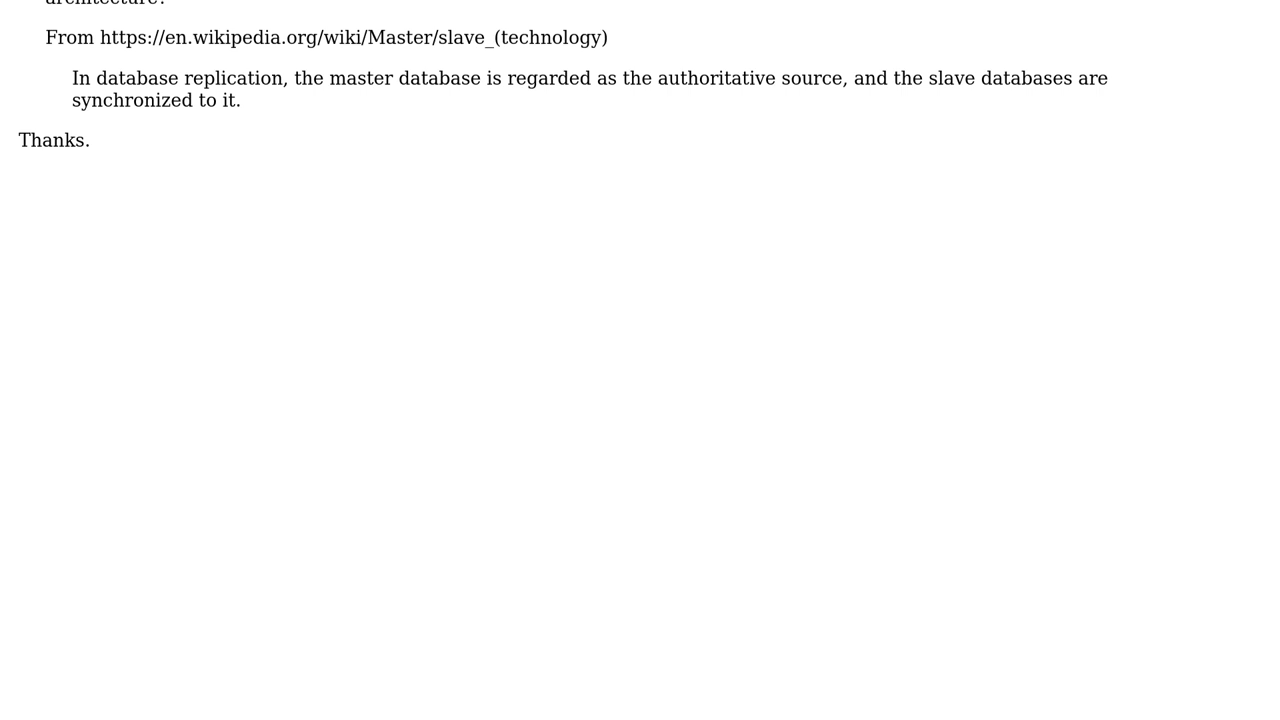 architecture?
From https://en.wikipedia.org/wiki/Master/slave_(technology)
In database replication, the master database is regarded as the authoritative source, and the slave databases are
synchronized to it.
Thanks.